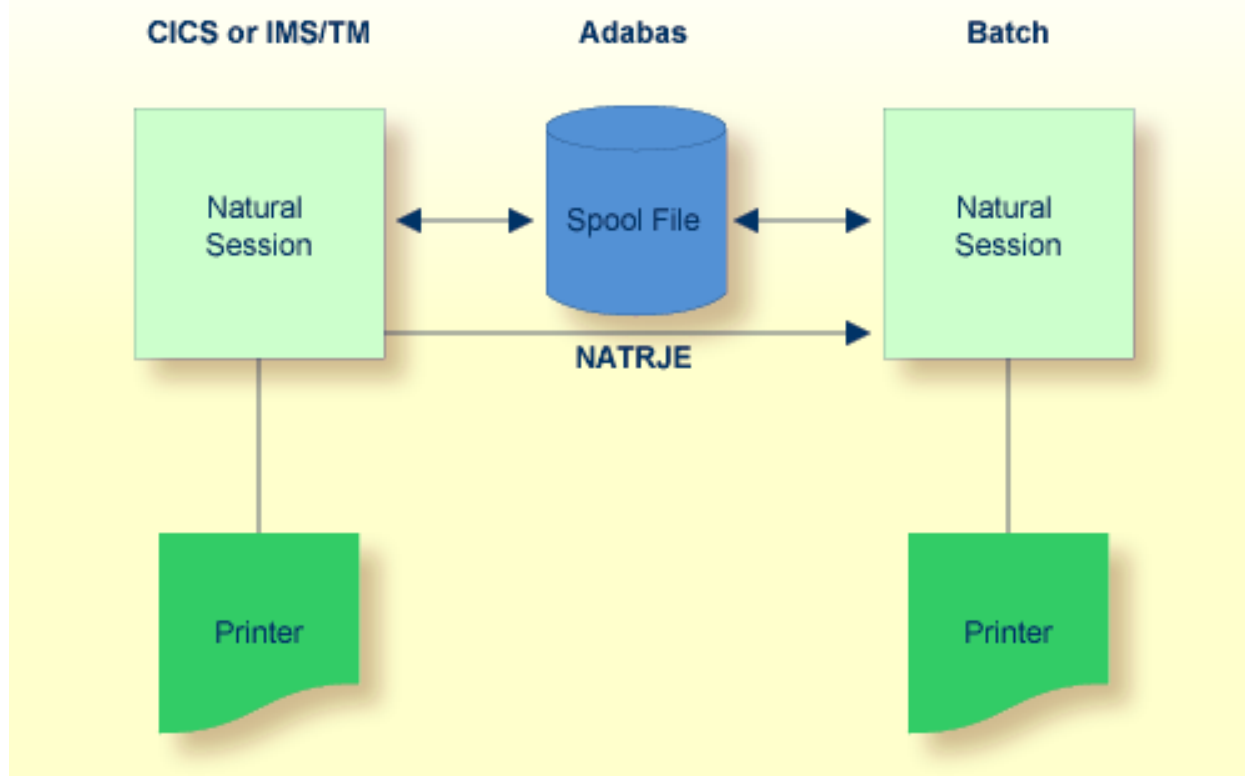 CICS or IMS/TM
Adabas
Batch
Natural
Session
Spool File
Natural
Session
NATRJE
Printer
Printer